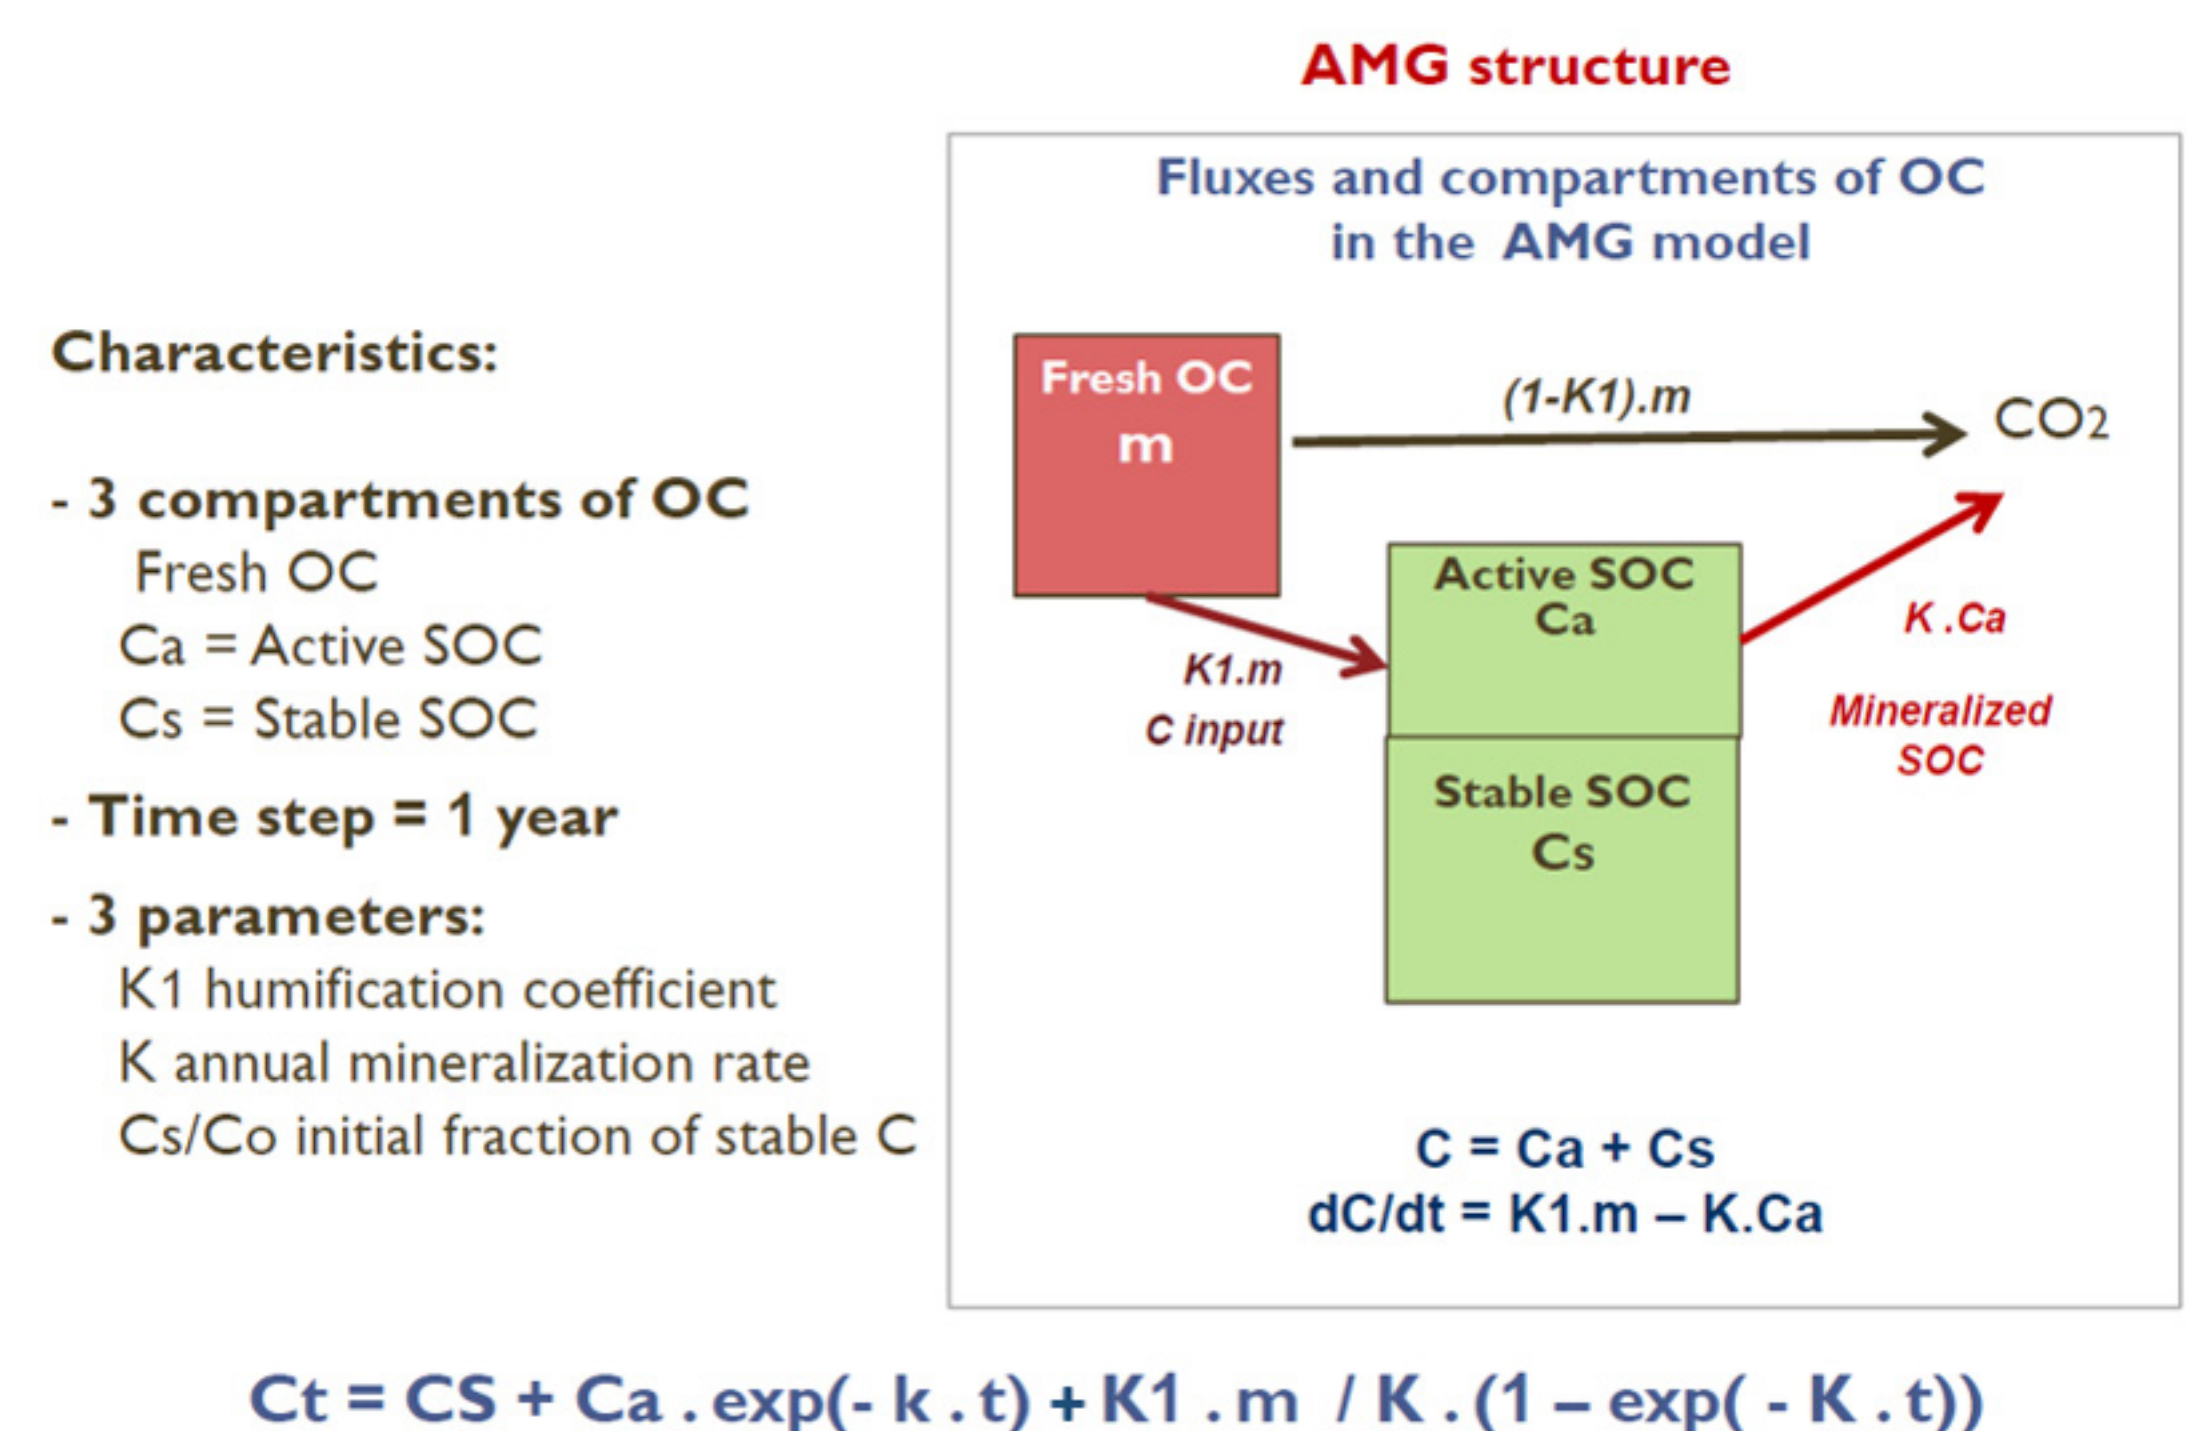 AMG structure
Characteristics:
- 3 compartments of OC
Fresh OC
Ca = Active SOC
Cs = Stable SOC
- Time step = 1 year
- 3 parameters:
K1 humification coefficient
K annual mineralization rate
Cs/Co initial fraction of stable C
Fluxes and compartments of OC
in the AMG model
Fresh OC
m
(1-K1).m
CO2
K1.m
C input
Active SOC
Ca
K .Ca
Mineralized
SOC
Stable SOC
Cs
C = Ca + Cs
dC/dt = K1.m – K.Ca
Ct = CS + Ca . exp(- k . t) + K1 . m / K . (1 – exp( - K . t))